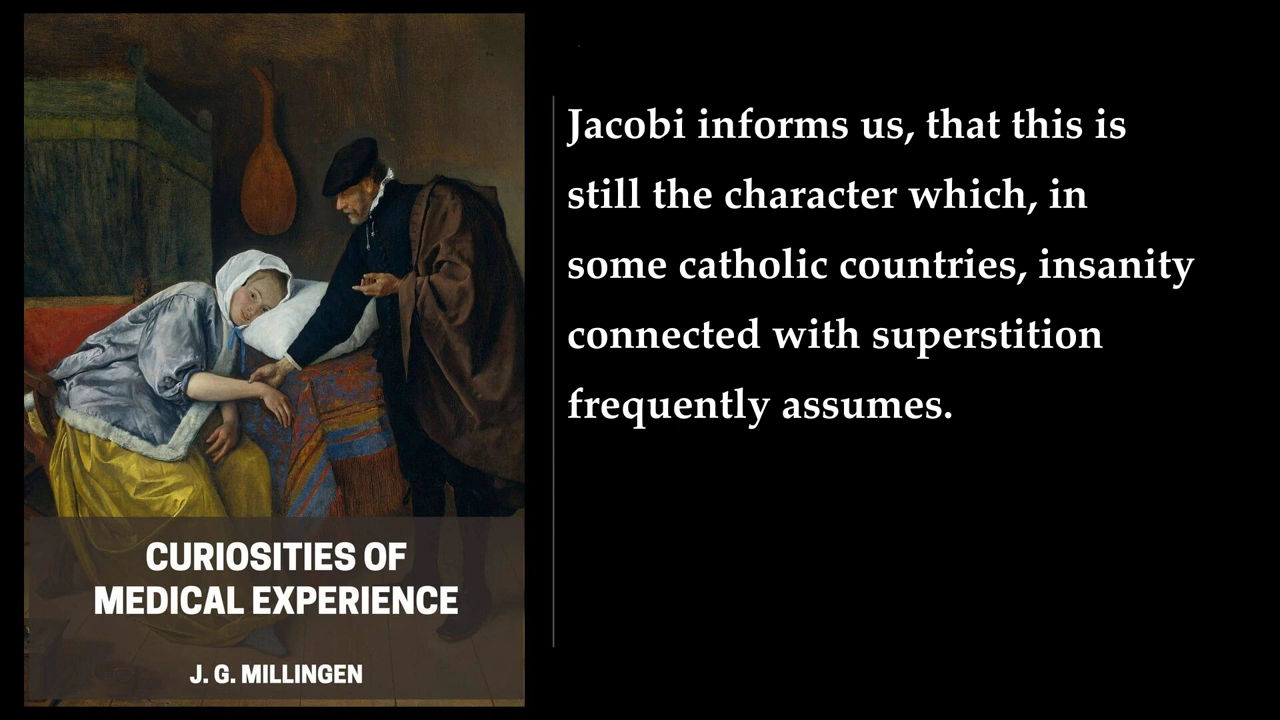 Jacobi informs us, that this is
still the character which, in
some catholic countries, insanity
connected with superstition
frequently assumes.
CURIOSITIES OF
MEDICAL EXPERIENCE
J. G. MILLINGEN